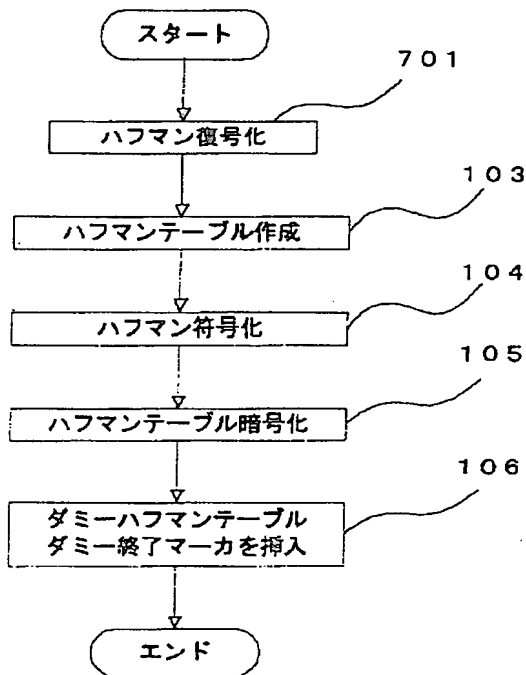 スタート
701
ハフマン復号化
103
ハフマンテーブル作成
104
ハフマン符号化
105
ハフマンテーブル暗号化
106
ダミーハフマンテーブル
ダミー終了マーカを挿入
エンド